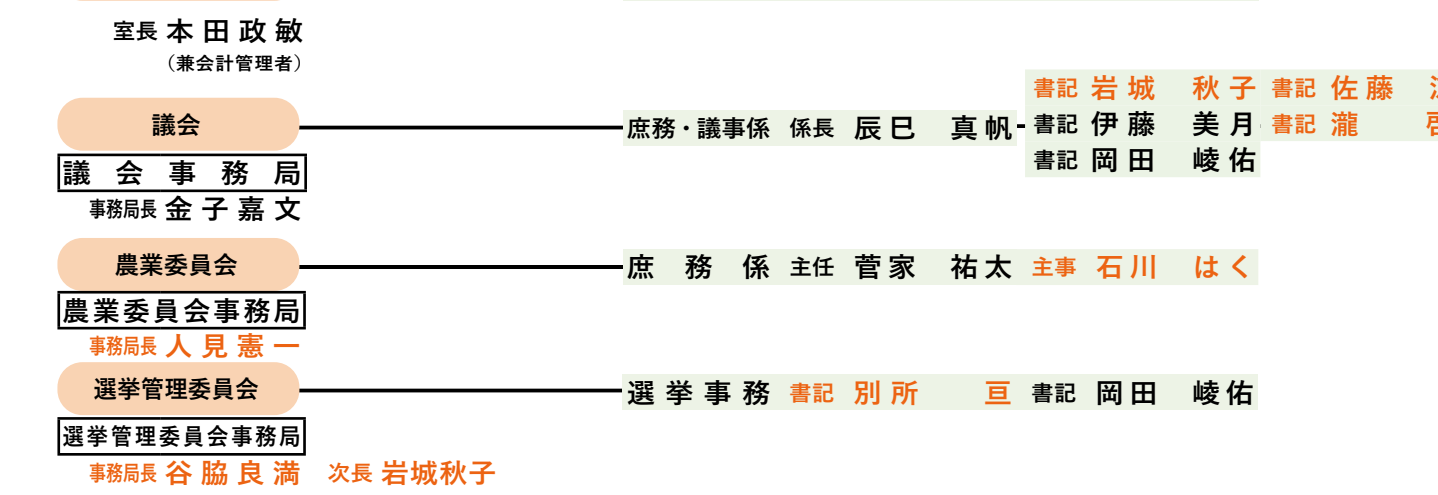 室長 本田政敏
（兼会計管理者）
議会
議会事務局
事務局長 金子嘉文
庶務・議事係 係長 辰巳 真帆
書記 岩城 秋子 書記 佐藤
書記 伊藤 美月 書記 瀧
書記 岡田 崚佑
農業委員会
農業委員会事務局
事務局長 人見憲一
庶務係 主任 菅家 祐太 主事 石川 はく
選挙管理委員会
選挙管理委員会事務局
事務局長 谷脇良満 次長 岩城秋子
選挙事務 書記 別所 亘 書記 岡田 崚佑